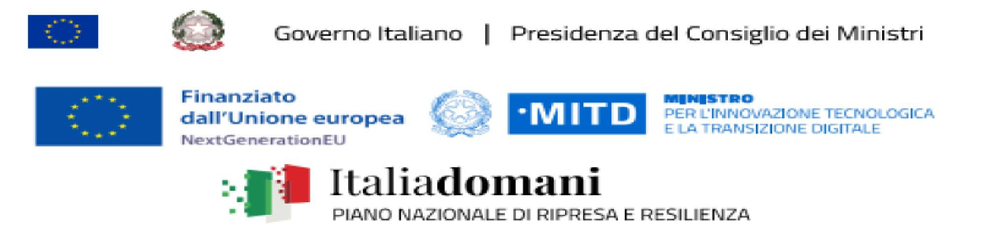 Governo Italiano | Presidenza del Consiglio dei Ministri
Finanziato
dall'Unione europea
NextGenerationEU
·MITD
MINISTRO
PER L'INNOVAZIONE TECNOLOGICA
E LA TRANSIZIONE DIGITALE
Italiadomani
PIANO NAZIONALE DI RIPRESA E RESILIENZA